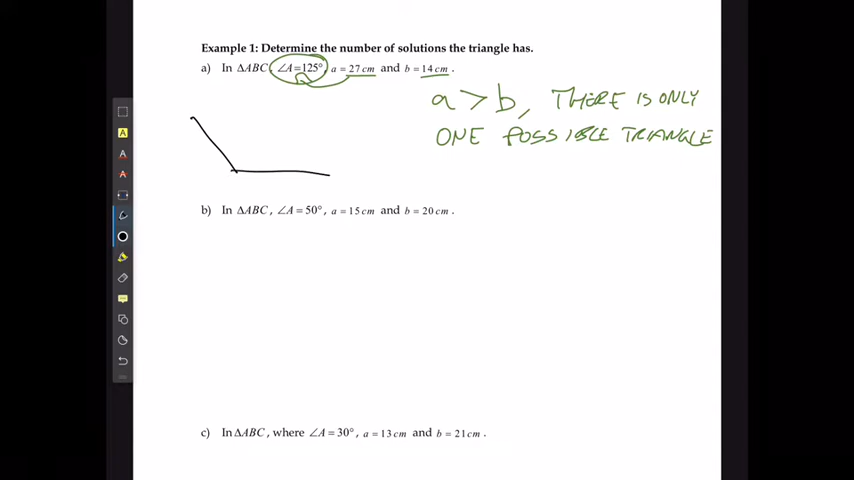 Example 1: Determine the number of solutions the triangle has.
a) In ΔABC, ∠A=125°, a = 27 cm and b = 14 cm.
a > b, THERE IS ONLY
ONE POSSIBLE TRIANGLE
b) In ΔABC, ∠A = 50°, a = 15 cm and b = 20 cm.
c) In ΔABC, where ∠A = 30°, a = 13 cm and b = 21 cm.